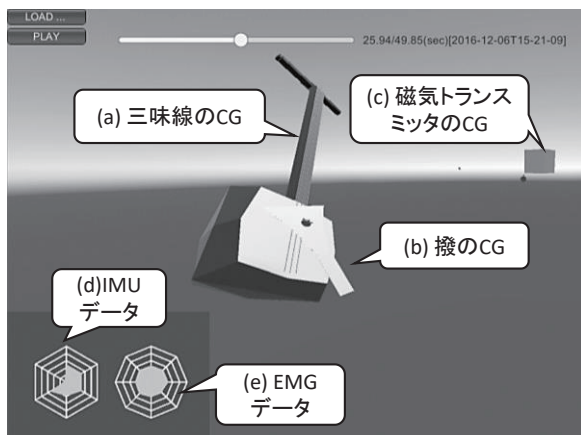 LOAD ...
PLAY
25.94/49.85(sec)[2016-12-06T15-21-09]
(a) 三味線のCG
(c) 磁気トランス
ミッタのCG
(b) 撥のCG
(d)IMU
データ
(e) EMG
データ